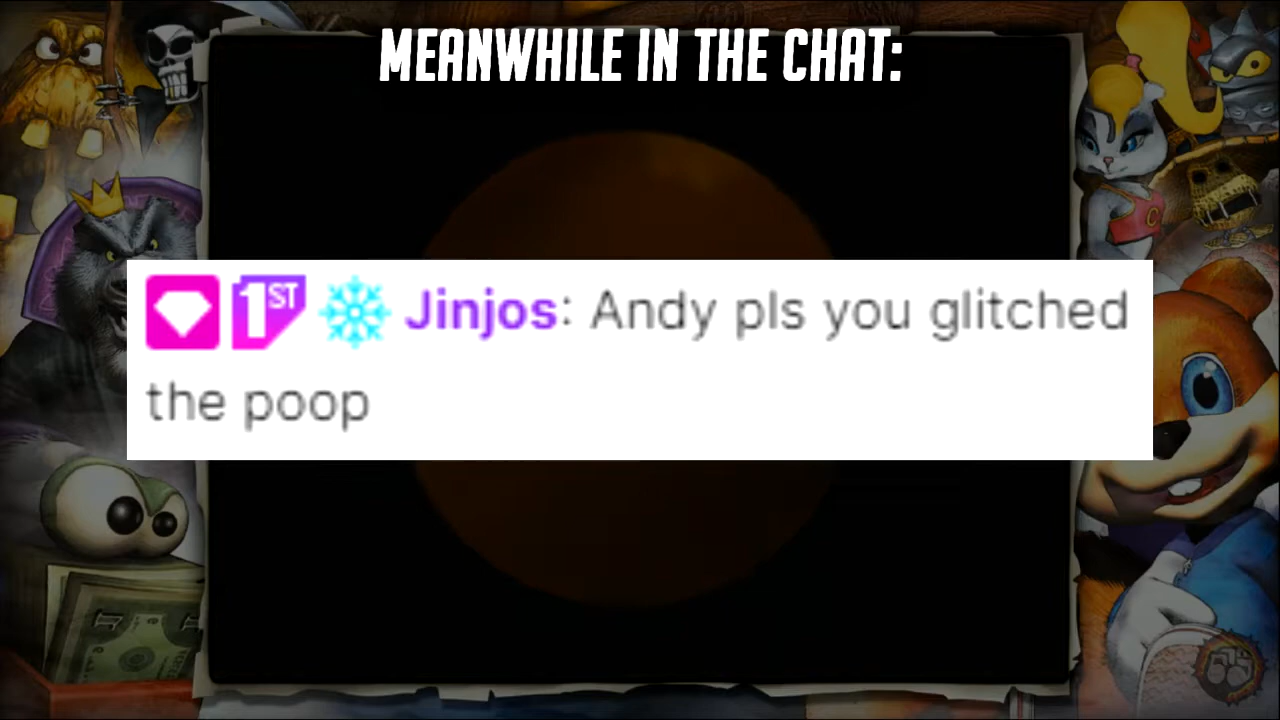 MEANWHILE IN THE CHAT:
1ST Jinjos: Andy pls you glitched
the poop
C